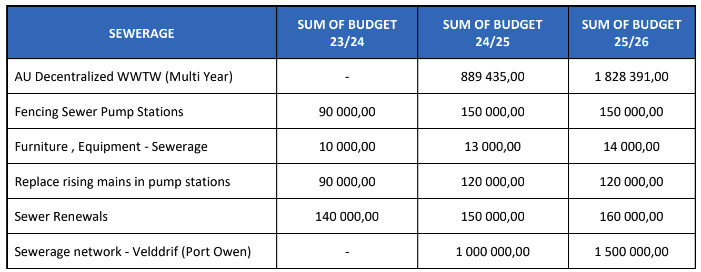 SEWERAGE SUM OF BUDGET 23/24 SUM OF BUDGET 24/25 SUM OF BUDGET 25/26
AU Decentralized WWTW (Multi Year) - 889 435,00 1 828 391,00
Fencing Sewer Pump Stations 90 000,00 150 000,00 150 000,00
Furniture , Equipment - Sewerage 10 000,00 13 000,00 14 000,00
Replace rising mains in pump stations 90 000,00 120 000,00 120 000,00
Sewer Renewals 140 000,00 150 000,00 160 000,00
Sewerage network - Velddrif (Port Owen) - 1 000 000,00 1 500 000,00